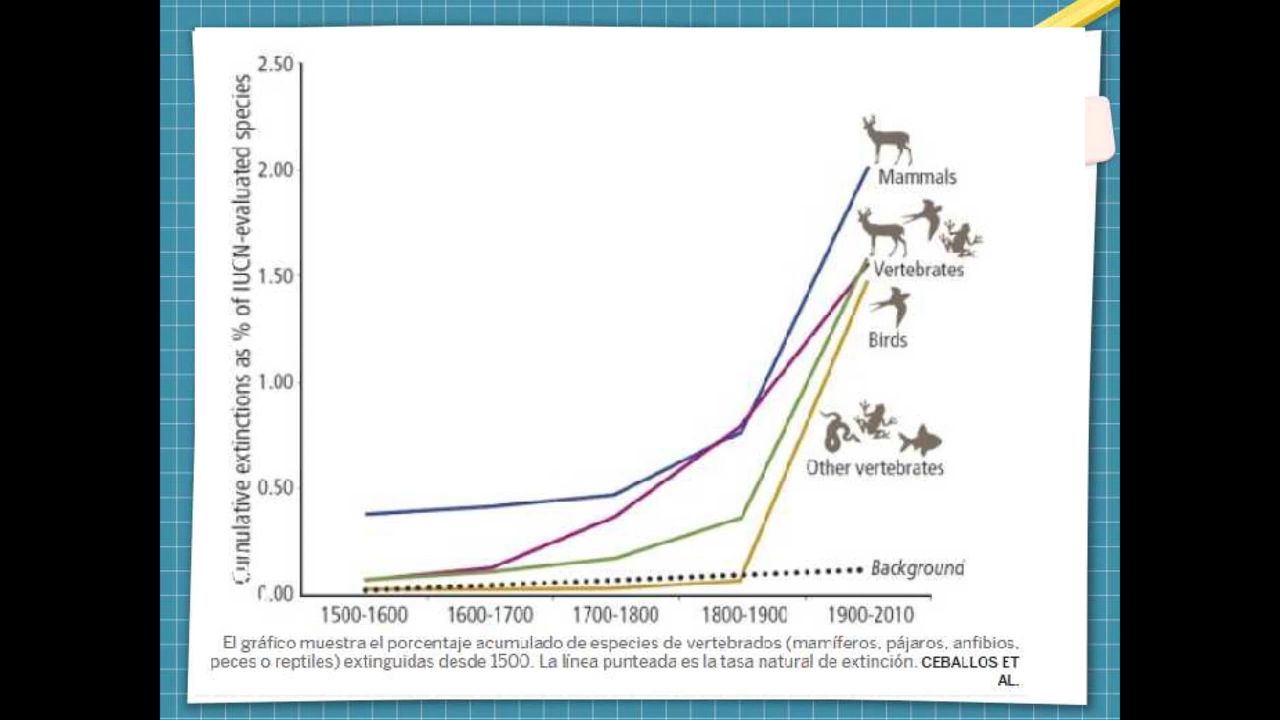 Cumulative extinctions as % of IUCN-evaluated species
2.50
2.00
1.50
1.00
0.50
0.00
Mammals
Vertebrates
Birds
Other vertebrates
Background
1500-1600 1600-1700 1700-1800 1800-1900 1900-2010
El gráfico muestra el porcentaje acumulado de especies de vertebrados (mamíferos, pájaros, anfibios,
peces o reptiles) extinguidas desde 1500. La línea punteada es la tasa natural de extinción. CEBALLOS ET
AL.